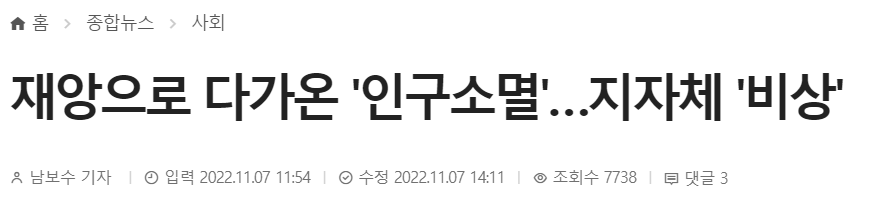 홈 > 종합뉴스 > 사회
재앙으로 다가온 '인구소멸'...지자체 '비상'
남보수 기자 | 입력 2022.11.07 11:54 | 수정 2022.11.07 14:11 | 조회수 7738 | 댓글 3